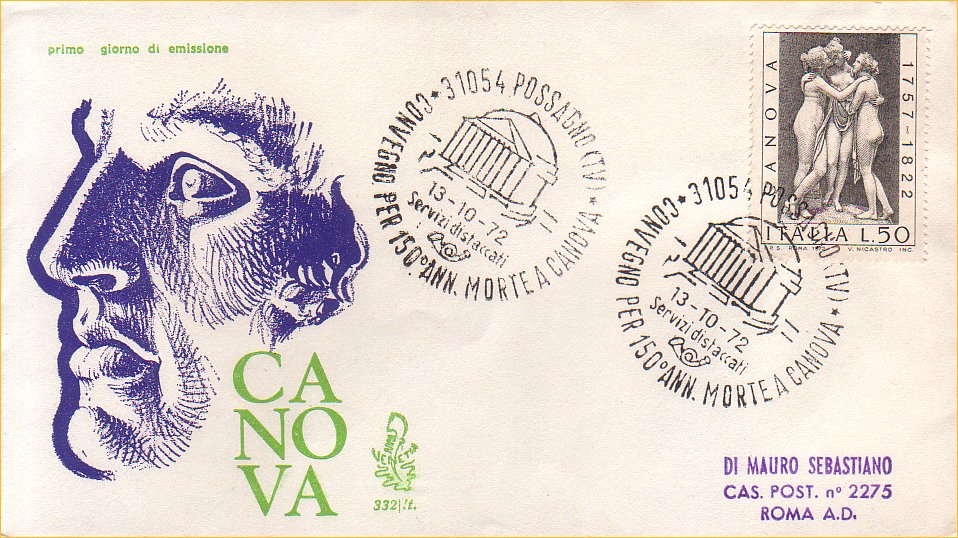 primo giorno di emissione
CA
NO
VA
332|It.
★ 31054 POSSAGNO (TV) ★ CONVEGNO PER 150° ANN. MORTE A CANOVA
13-10-72
Servizi distaccati
CANOVA
1757~1822
ITALIA L.50
V. NICASTRO INC.
★ 31054 POSS NO (TV) ★ CONVEGNO PER 150° ANN. MORTE A CANOVA
13-10-72
Servizi distaccati
DI MAURO SEBASTIANO
CAS. POST. n° 2275
ROMA A.D.